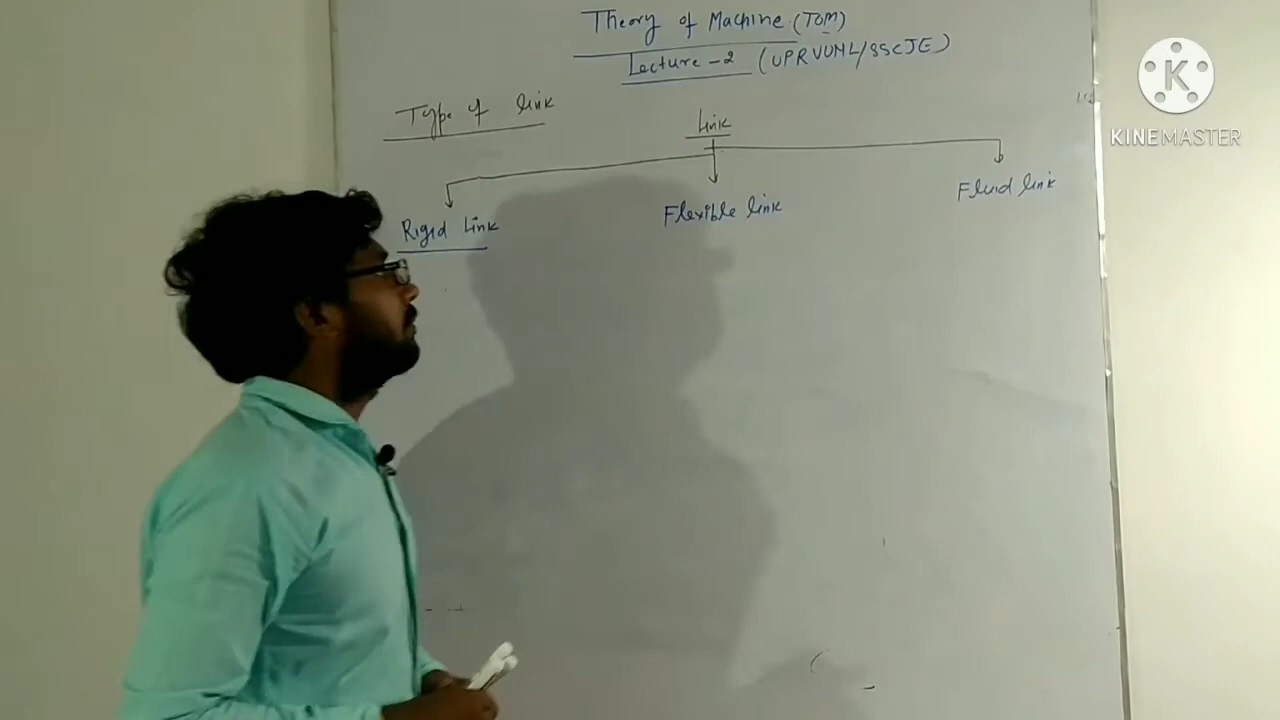 Theory of Machine (TOM)
Lecture-2 (UPRVUNL/SSCJE)
Type of link
Link
Rigid Link
Flexible link
Fluid link
K
KINEMASTER